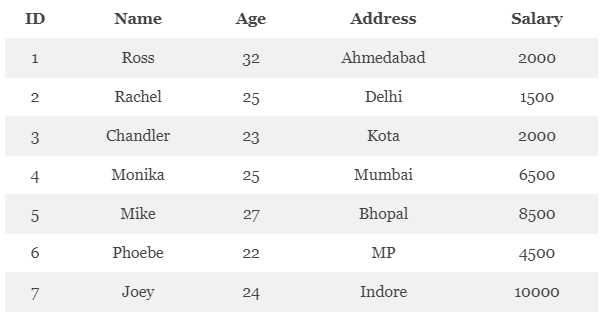 ID Name Age Address Salary
1 Ross 32 Ahmedabad 2000
2 Rachel 25 Delhi 1500
3 Chandler 23 Kota 2000
4 Monika 25 Mumbai 6500
5 Mike 27 Bhopal 8500
6 Phoebe 22 MP 4500
7 Joey 24 Indore 10000